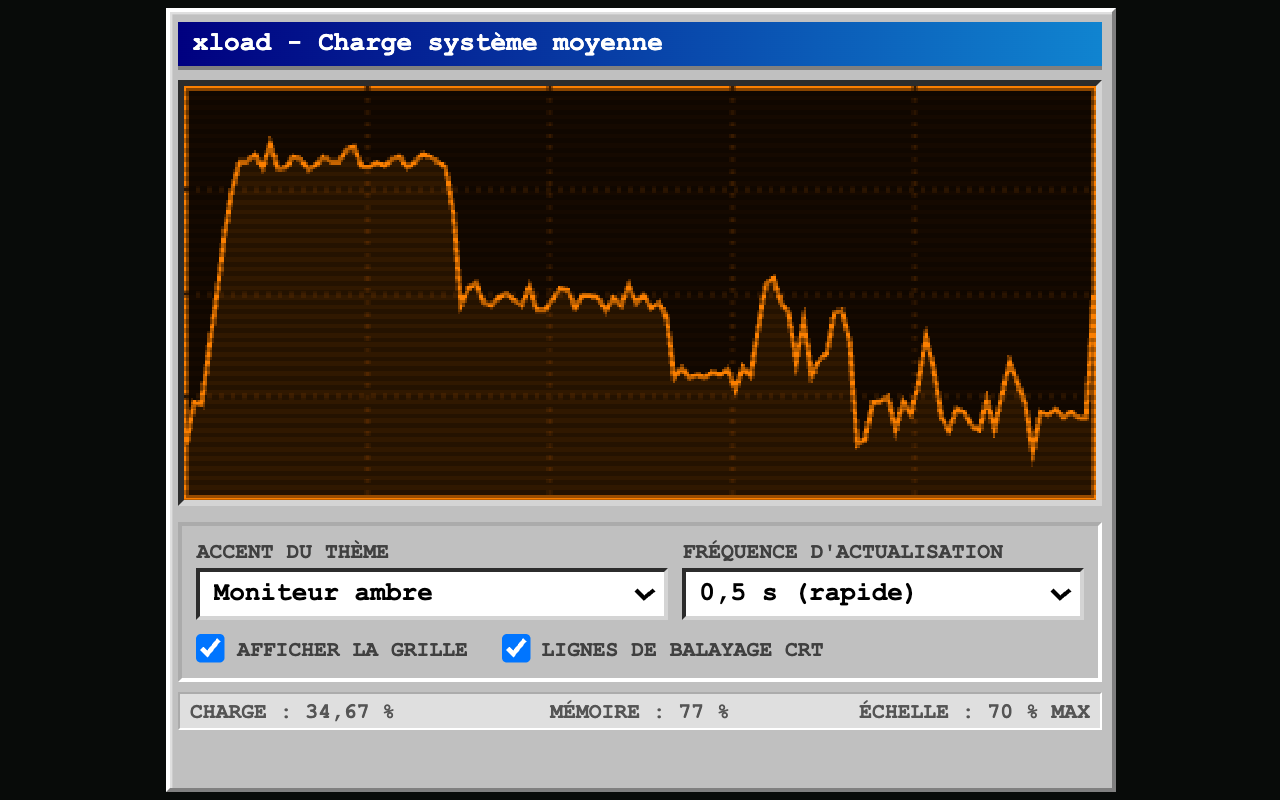 xload - Charge système moyenne
ACCENT DU THÈME
FRÉQUENCE D'ACTUALISATION
Moniteur ambre
0,5 s (rapide)
AFFICHER LA GRILLE
LIGNES DE BALAYAGE CRT
CHARGE : 34,67 %
MÉMOIRE : 77 %
ÉCHELLE : 70 % MAX